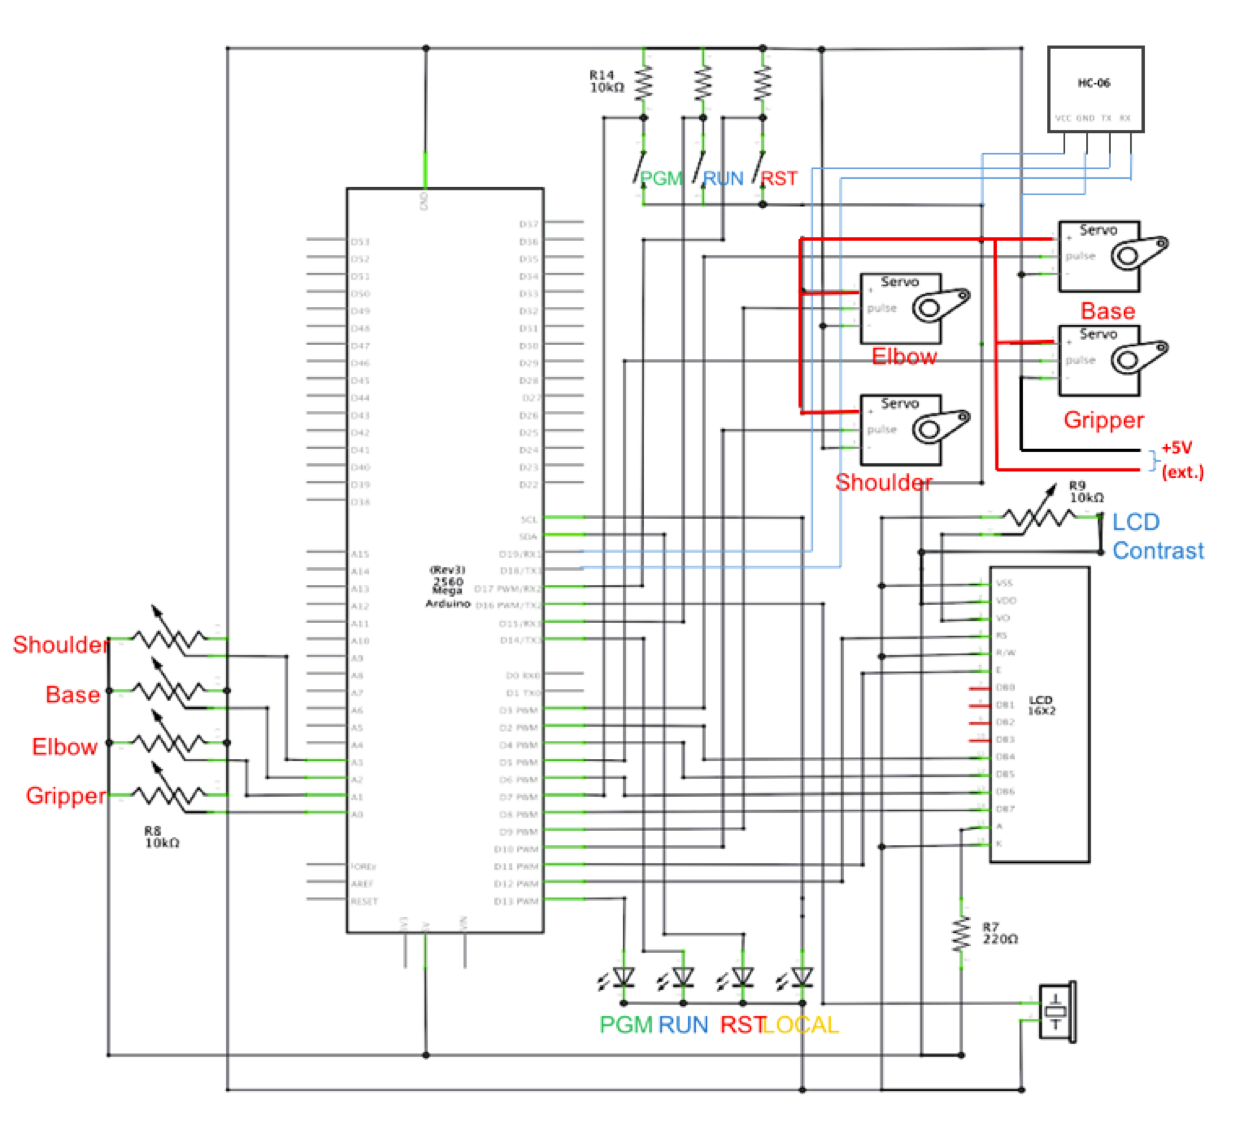 R14
10kΩ
HC-06
VCC GND TX RX
PGM RUN RST
GND
D37
D53 D36
D52 D35
D51 D34
D50 D33
D49 D32
D48 D31
D47 D30
D46 D29
D45 D28
D44 D27
D43 D26
D42 D25
D41 D24
D40 D23
D39 D22
D38
SCL
SDA
A15 D19/RX1
A14 D18/TX1
A13 D17 PWM/RX2
A12 D16 PWM/TX2
A11 D15/RX3
A10 D14/TX3
A9
A8 D0 RX0
A7 D1 TX0
A6 D3 PWM
A5 D2 PWM
A4 D4 PWM
A3 D5 PWM
A2 D6 PWM
A1 D7 PWM
A0 D8 PWM
D9 PWM
D10 PWM
IOREF D11 PWM
AREF D12 PWM
RESET D13 PWM
3V3 5V VIN
(Rev3)
2560
Mega
Arduino
Servo
+
pulse
-
Base
Servo
+
pulse
-
Elbow
Servo
+
pulse
-
Gripper
Servo
+
pulse
-
Shoulder
+5V
(ext.)
R9
10kΩ
LCD
Contrast
VSS
VDD
VO
RS
R/W
E
DB0
DB1
DB2
DB3
DB4
DB5
DB6
DB7
A
K
LCD
16X2
Shoulder
Base
Elbow
Gripper
R8
10kΩ
R7
220Ω
PGM RUN RST LOCAL